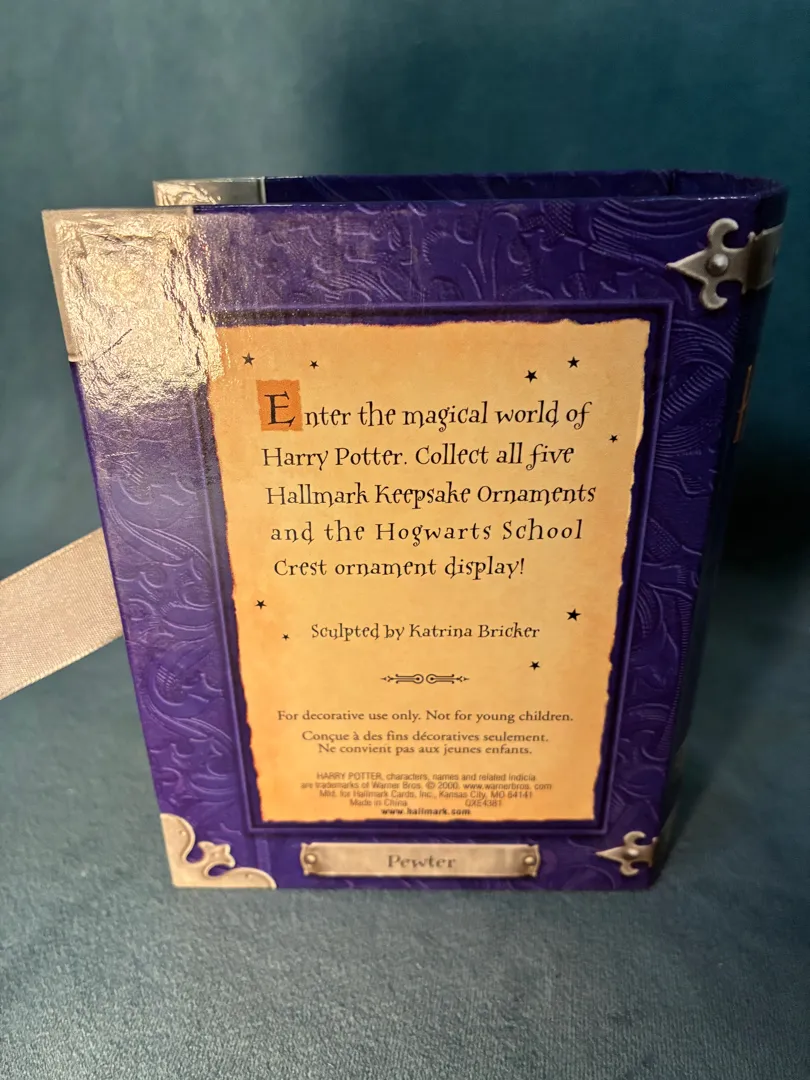 Enter the magical world of
Harry Potter. Collect all five
Hallmark Keepsake Ornaments
and the Hogwarts School
Crest ornament display!
Sculpted by Katrina Bricker
For decorative use only. Not for young children.
Conçue à des fins décoratives seulement.
Ne convient pas aux jeunes enfants.
HARRY POTTER, characters, names and related indicia
are trademarks of Warner Bros. © 2000. www.warnerbros.com
Mfd. for Hallmark Cards, Inc., Kansas City, MO 64141
Made in China QXE4381
www.hallmark.com
Pewter